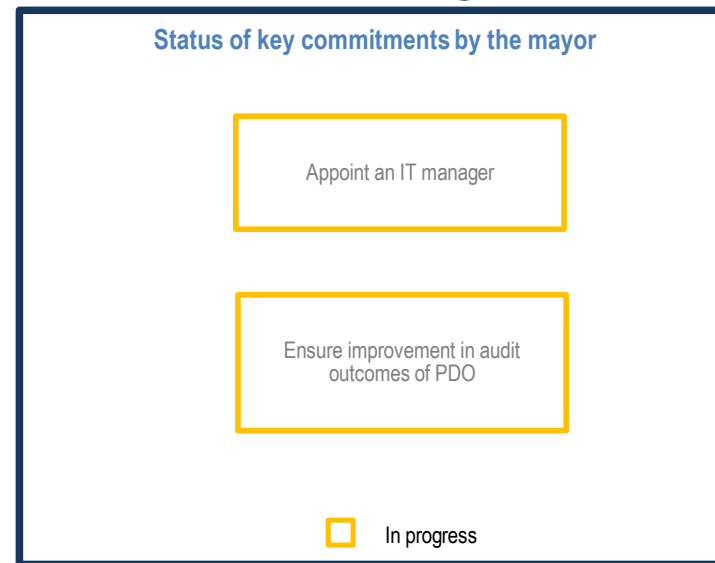 Status of key commitments by the mayor
Appoint an IT manager
Ensure improvement in audit
outcomes of PDO
In progress